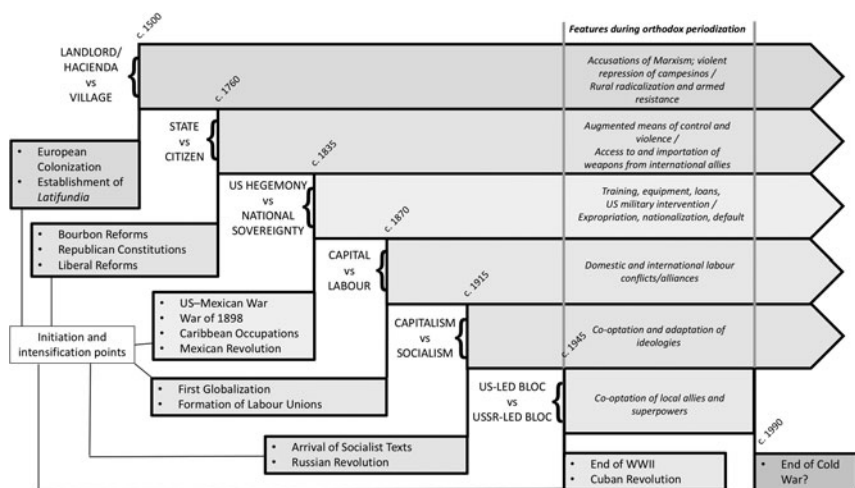 Features during orthodox periodization
c. 1500
LANDLORD/
HACIENDA
vs
VILLAGE
Accusations of Marxism; violent
repression of campesinos /
Rural radicalization and armed
resistance
• European
Colonization
• Establishment of
Latifundia
c. 1760
STATE
vs
CITIZEN
Augmented means of control and
violence /
Access to and importation of
weapons from international allies
• Bourbon Reforms
• Republican Constitutions
• Liberal Reforms
c. 1835
US HEGEMONY
vs
NATIONAL
SOVEREIGNTY
Training, equipment, loans,
US military intervention /
Expropriation, nationalization, default
• US–Mexican War
• War of 1898
• Caribbean Occupations
• Mexican Revolution
c. 1870
CAPITAL
vs
LABOUR
Domestic and international labour
conflicts/alliances
Initiation and
intensification points
• First Globalization
• Formation of Labour Unions
c. 1915
CAPITALISM
vs
SOCIALISM
Co-optation and adaptation of
ideologies
• Arrival of Socialist Texts
• Russian Revolution
c. 1945
US-LED BLOC
vs
USSR-LED BLOC
Co-optation of local allies and
superpowers
• End of WWII
• Cuban Revolution
c. 1990
• End of Cold
War?